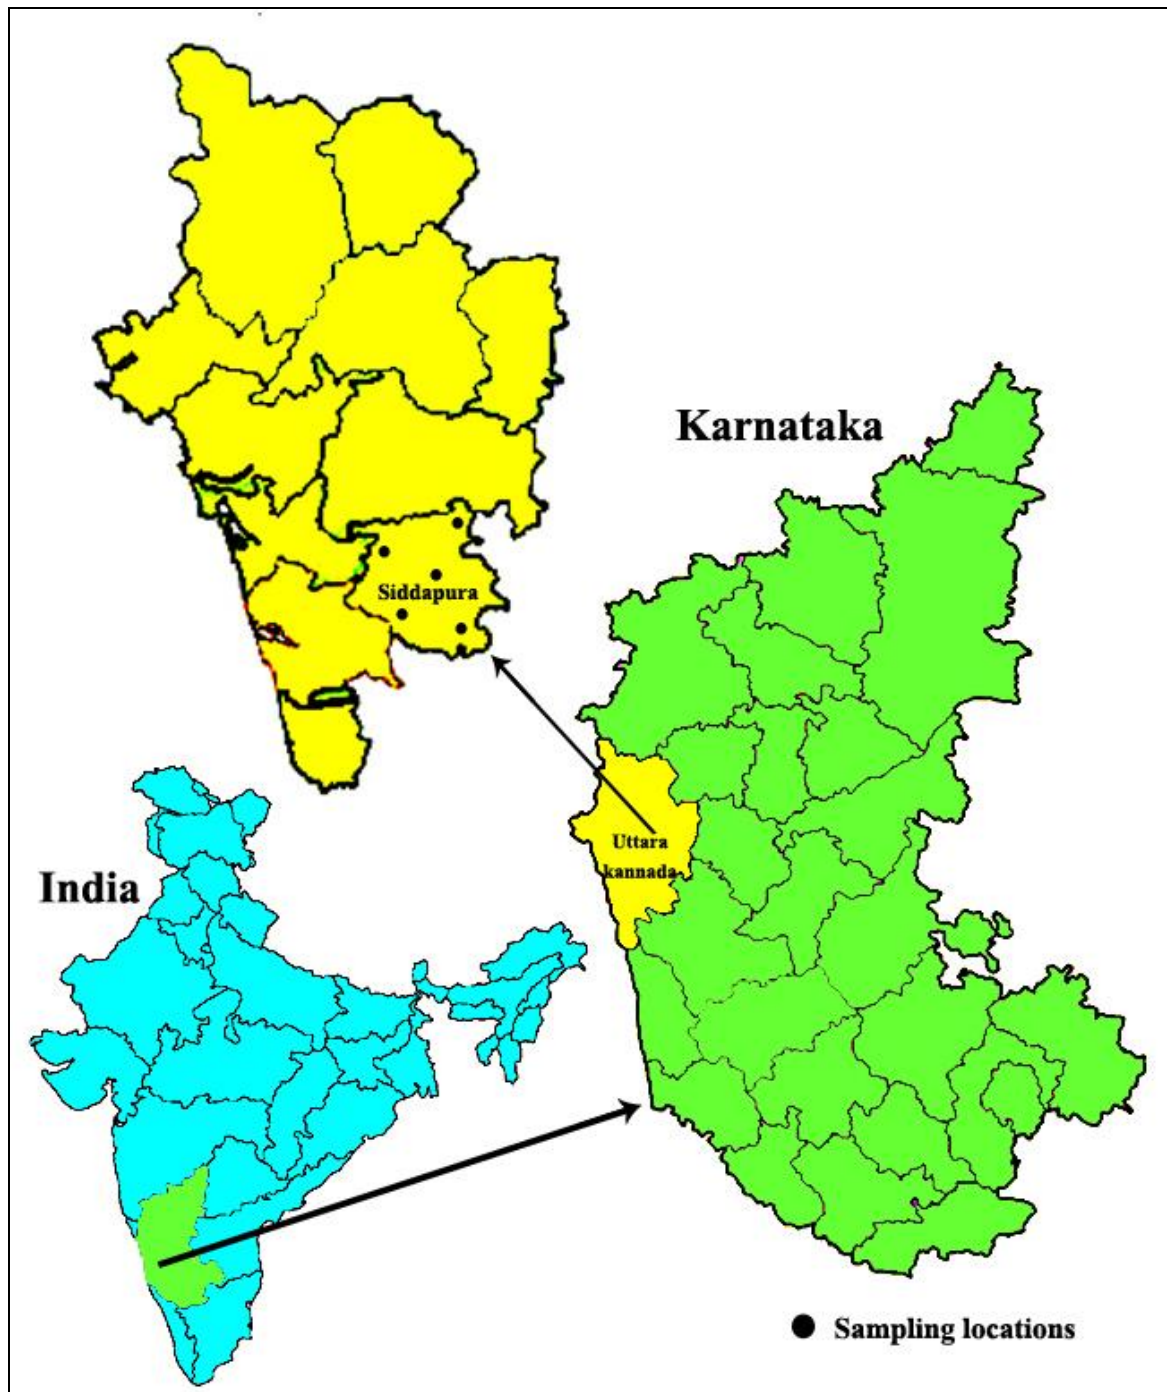 Karnataka
Siddapura
Uttara
kannada
India
Sampling locations